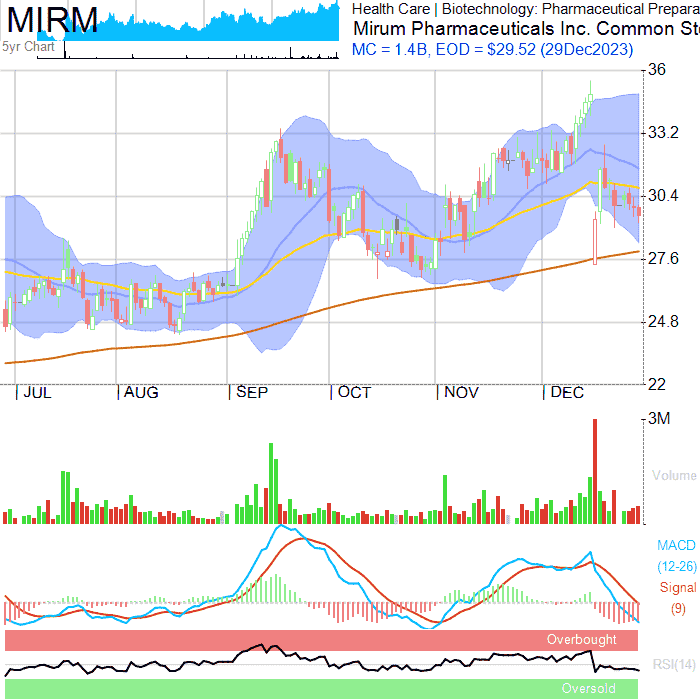 MIRM
5yr Chart
Health Care | Biotechnology: Pharmaceutical Prepara
Mirum Pharmaceuticals Inc. Common Sto
MC = 1.4B, EOD = $29.52 (29Dec2023)
36
33.2
30.4
27.6
24.8
22
JUL AUG SEP OCT NOV DEC
3M
Volume
MACD
(12-26)
Signal
(9)
Overbought
RSI(14)
Oversold